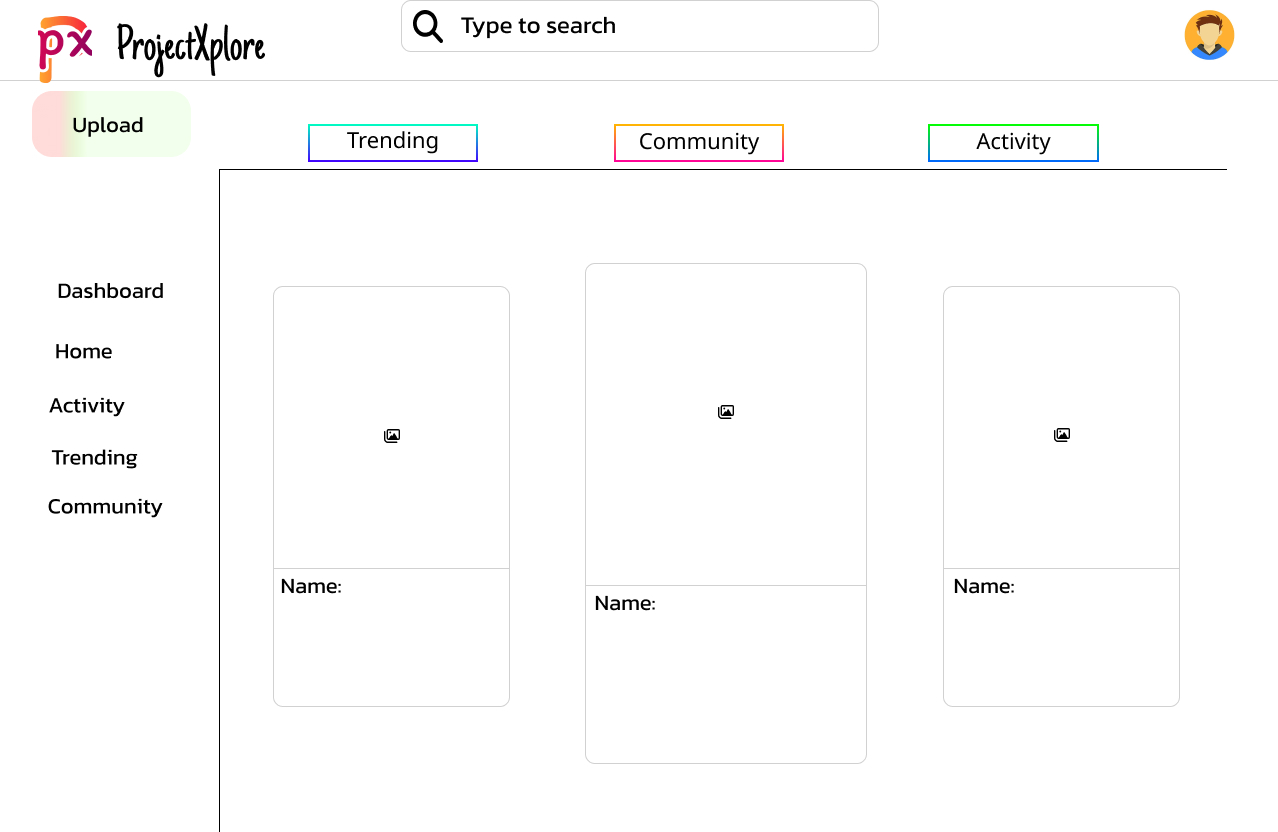 px
ProjectXplore
Type to search
Upload
Trending
Community
Activity
Dashboard
Home
Activity
Trending
Community
Name:
Name:
Name: